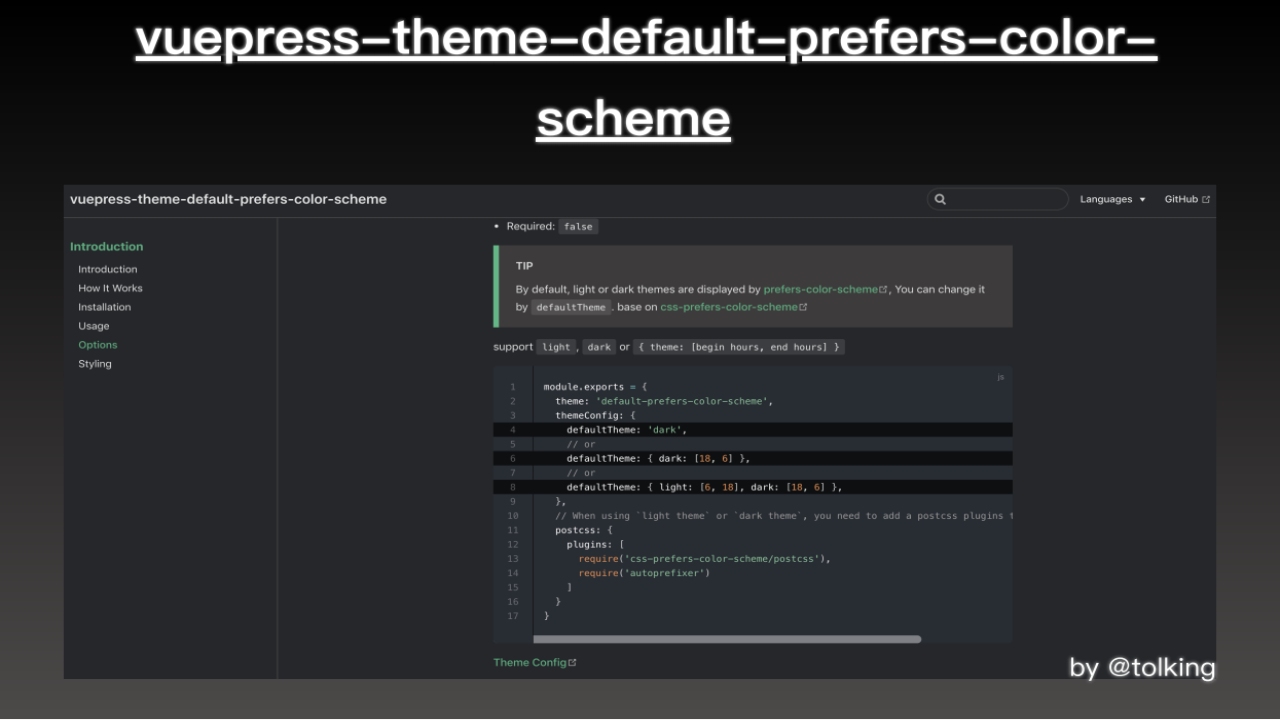 vuepress-theme-default-prefers-color-
scheme
vuepress-theme-default-prefers-color-scheme
Languages
GitHub
Introduction
Introduction
How It Works
Installation
Usage
Options
Styling
• Required: false
TIP
By default, light or dark themes are displayed by prefers-color-scheme, You can change it
by defaultTheme. base on css-prefers-color-scheme
support light, dark or { theme: [begin hours, end hours] }
js
1 module.exports = {
2 theme: 'default-prefers-color-scheme',
3 themeConfig: {
4 defaultTheme: 'dark',
5 // or
6 defaultTheme: { dark: [18, 6] },
7 // or
8 defaultTheme: { light: [6, 18], dark: [18, 6] },
9 },
10 // When using `light theme` or `dark theme`, you need to add a postcss plugins
11 postcss: {
12 plugins: [
13 require('css-prefers-color-scheme/postcss'),
14 require('autoprefixer')
15 ]
16 }
17 }
Theme Config
by @tolking